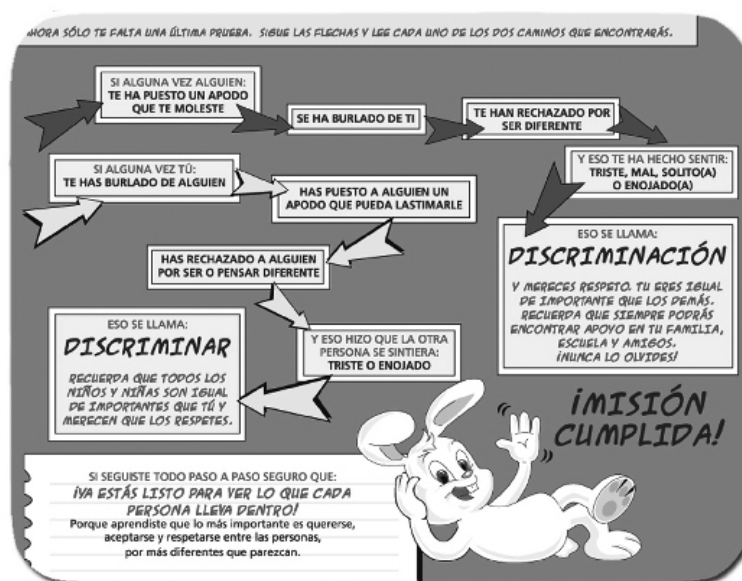 AHORA SÓLO TE FALTA UNA ÚLTIMA PRUEBA. SIGUE LAS FLECHAS Y LEE CADA UNO DE LOS DOS CAMINOS QUE ENCONTRARÁS.
SI ALGUNA VEZ ALGUIEN:
TE HA PUESTO UN APODO
QUE TE MOLESTE
SE HA BURLADO DE TI
TE HAN RECHAZADO POR
SER DIFERENTE
Y ESO TE HA HECHO SENTIR:
TRISTE, MAL, SOLITO(A)
O ENOJADO(A)
ESO SE LLAMA:
DISCRIMINACIÓN
Y MERECES RESPETO. TU ERES IGUAL
DE IMPORTANTE QUE LOS DEMÁS.
RECUERDA QUE SIEMPRE PODRÁS
ENCONTRAR APOYO EN TU FAMILIA,
ESCUELA Y AMIGOS.
¡NUNCA LO OLVIDES!
SI ALGUNA VEZ TÚ:
TE HAS BURLADO DE ALGUIEN
HAS PUESTO A ALGUIEN UN
APODO QUE PUEDA LASTIMARLE
HAS RECHAZADO A ALGUIEN
POR SER O PENSAR DIFERENTE
Y ESO HIZO QUE LA OTRA
PERSONA SE SINTIERA:
TRISTE O ENOJADO
ESO SE LLAMA:
DISCRIMINAR
RECUERDA QUE TODOS LOS
NIÑOS Y NIÑAS SON IGUAL
DE IMPORTANTES QUE TÚ Y
MERECEN QUE LOS RESPETES.
¡MISIÓN
CUMPLIDA!
SI SEGUISTE TODO PASO A PASO SEGURO QUE:
¡YA ESTÁS LISTO PARA VER LO QUE CADA
PERSONA LLEVA DENTRO!
Porque aprendiste que lo más importante es quererse,
aceptarse y respetarse entre las personas,
por más diferentes que parezcan.